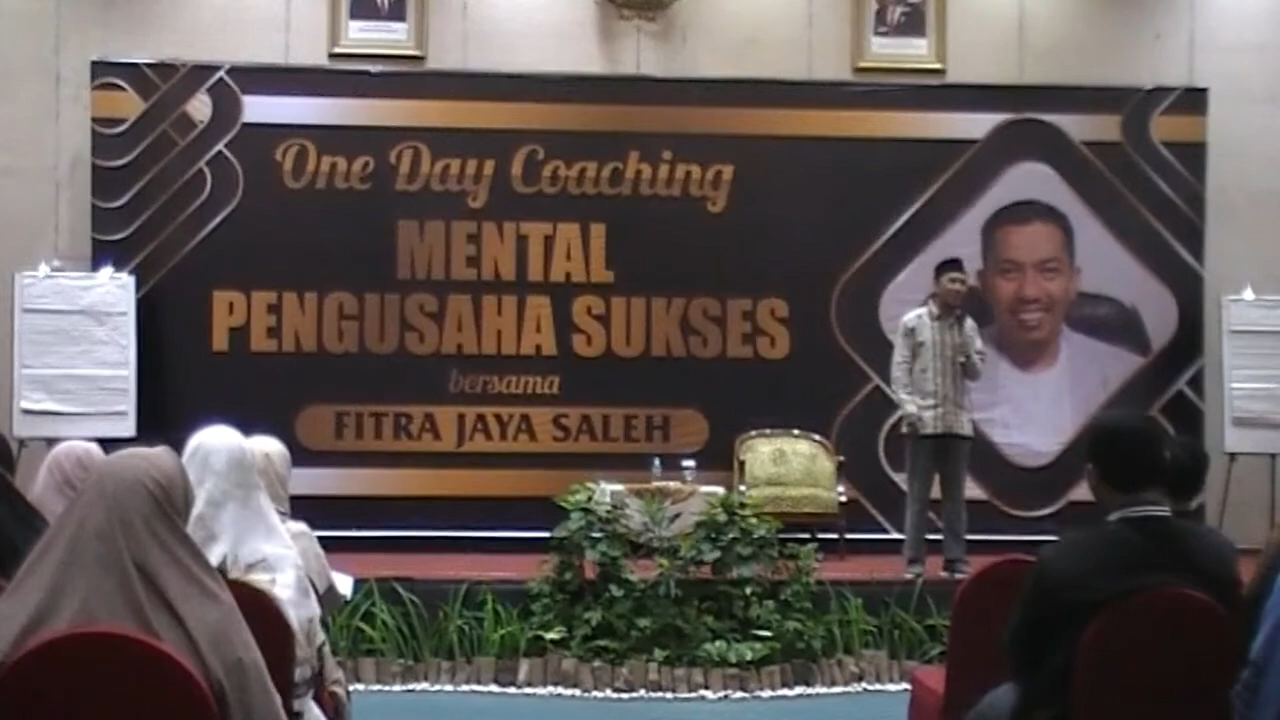 One Day Coaching
MENTAL
PENGUSAHA SUKSES
bersama
FITRA JAYA SALEH